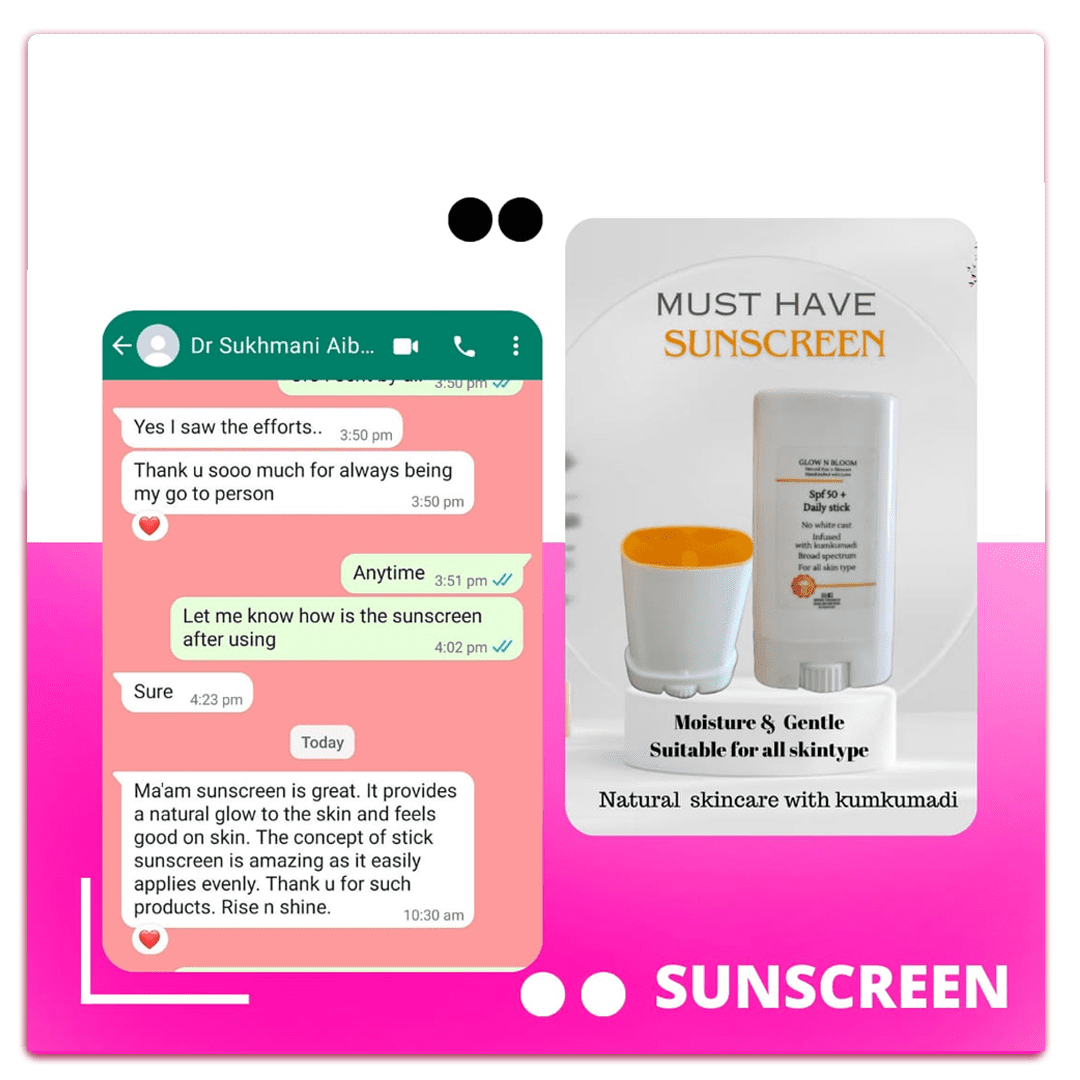 Dr Sukhmani Aib...
3:50 pm
Yes I saw the efforts..
3:50 pm
Thank u sooo much for always being
my go to person
3:50 pm
Anytime
3:51 pm
Let me know how is the sunscreen
after using
4:02 pm
Sure
4:23 pm
Today
Ma'am sunscreen is great. It provides
a natural glow to the skin and feels
good on skin. The concept of stick
sunscreen is amazing as it easily
applies evenly. Thank u for such
products. Rise n shine.
10:30 am
MUST HAVE
SUNSCREEN
GLOW N BLOOM
Spf 50 +
Daily stick
No white cast
Infused
with kumkumadi
Broad spectrum
For all skin type
Moisture & Gentle
Suitable for all skintype
Natural skincare with kumkumadi
SUNSCREEN